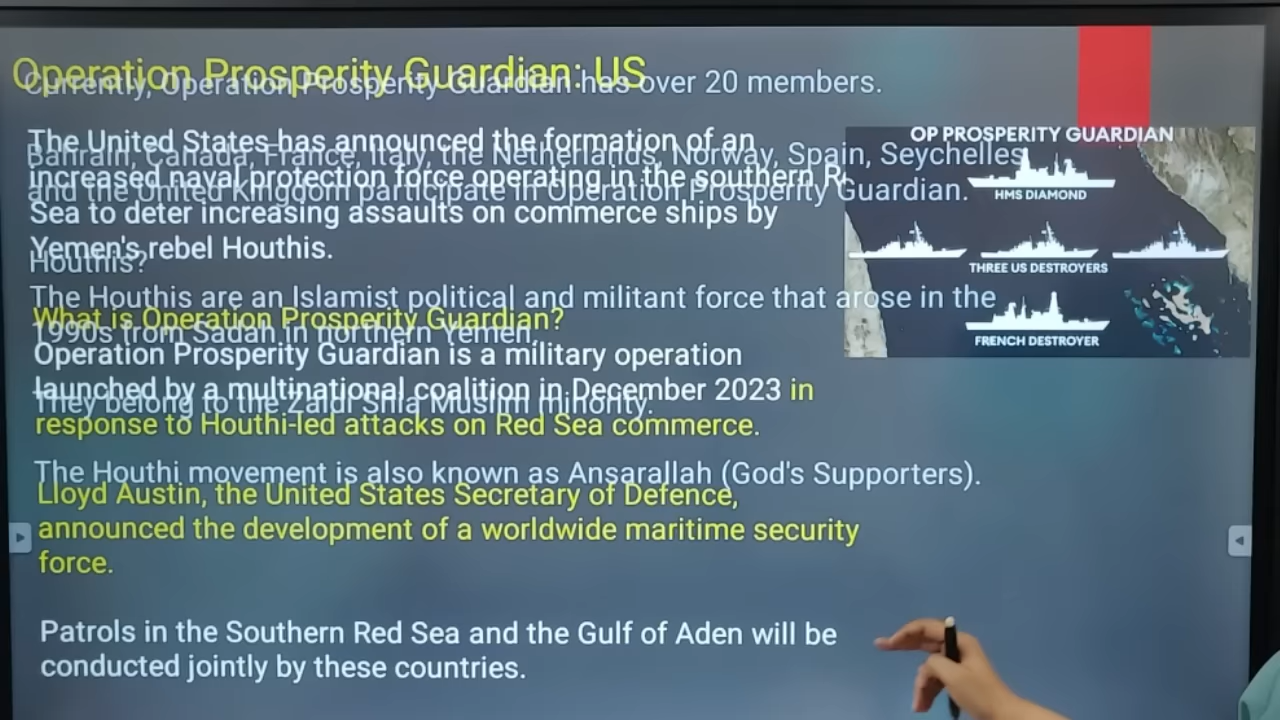 Operation Prosperity Guardian: US
Currently, Operation Prosperity Guardian has over 20 members.
The United States has announced the formation of an
Bahrain, Canada, France, Italy, the Netherlands, Norway, Spain, Seychelles
increased naval protection force operating in the southern R
and the United Kingdom participate in Operation Prosperity Guardian.
Sea to deter increasing assaults on commerce ships by
Yemen's rebel Houthis.
Houthis?
The Houthis are an Islamist political and militant force that arose in the
What is Operation Prosperity Guardian?
1990s from Sadah in northern Yemen.
Operation Prosperity Guardian is a military operation
launched by a multinational coalition in December 2023 in
They belong to the Zaidi Shia Muslim minority.
response to Houthi-led attacks on Red Sea commerce.
The Houthi movement is also known as Ansarallah (God's Supporters).
Lloyd Austin, the United States Secretary of Defence,
announced the development of a worldwide maritime security
force.
Patrols in the Southern Red Sea and the Gulf of Aden will be
conducted jointly by these countries.
OP PROSPERITY GUARDIAN
HMS DIAMOND
THREE US DESTROYERS
FRENCH DESTROYER